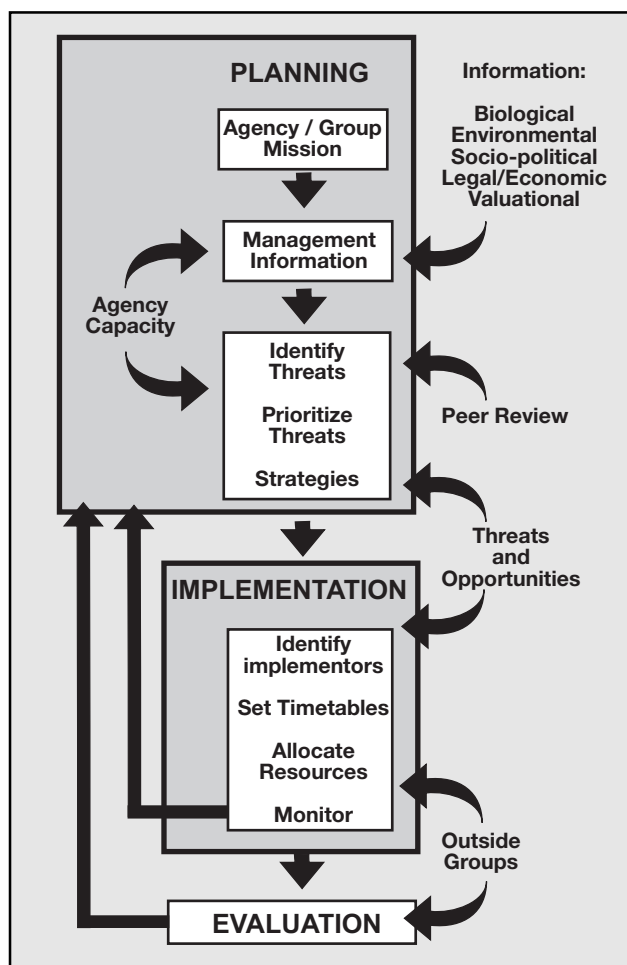 PLANNING
Agency / Group
Mission
Management
Information
Identify
Threats
Prioritize
Threats
Strategies
Agency
Capacity
Information:
Biological
Environmental
Socio-political
Legal/Economic
Valuational
Peer Review
Threats
and
Opportunities
IMPLEMENTATION
Identify
implementors
Set Timetables
Allocate
Resources
Monitor
Outside
Groups
EVALUATION